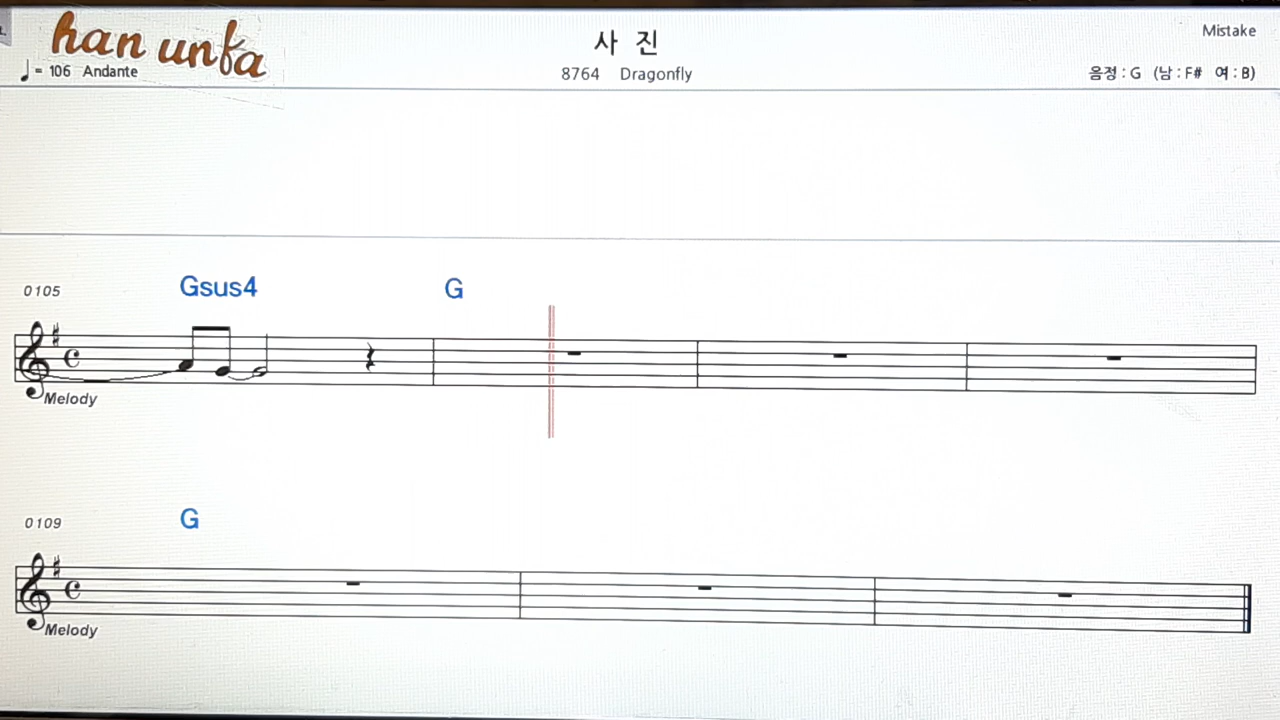 han unfa
사 진
Mistake
♩= 106 Andante
8764 Dragonfly
음정 : G (남 : F# 여 : B)
0105
Gsus4 G
Melody
0109
G
Melody